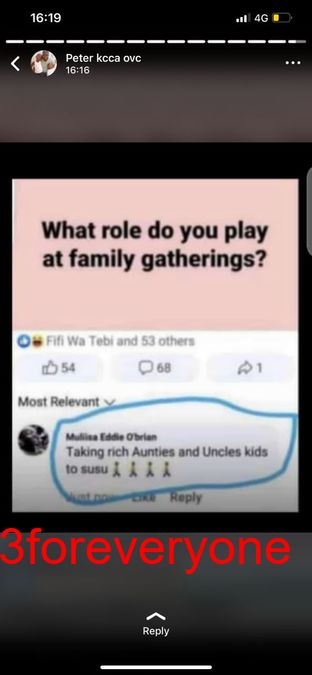 16:19
4G
Peter kcca ovc
16:16
What role do you play
at family gatherings?
Fifi Wa Tebi and 53 others
54
68
1
Most Relevant
Muliisa Eddie O'brian
Taking rich Aunties and Uncles kids
to susu 🚶🚶🚶🚶
Just now Like Reply
3foreveryone
Reply